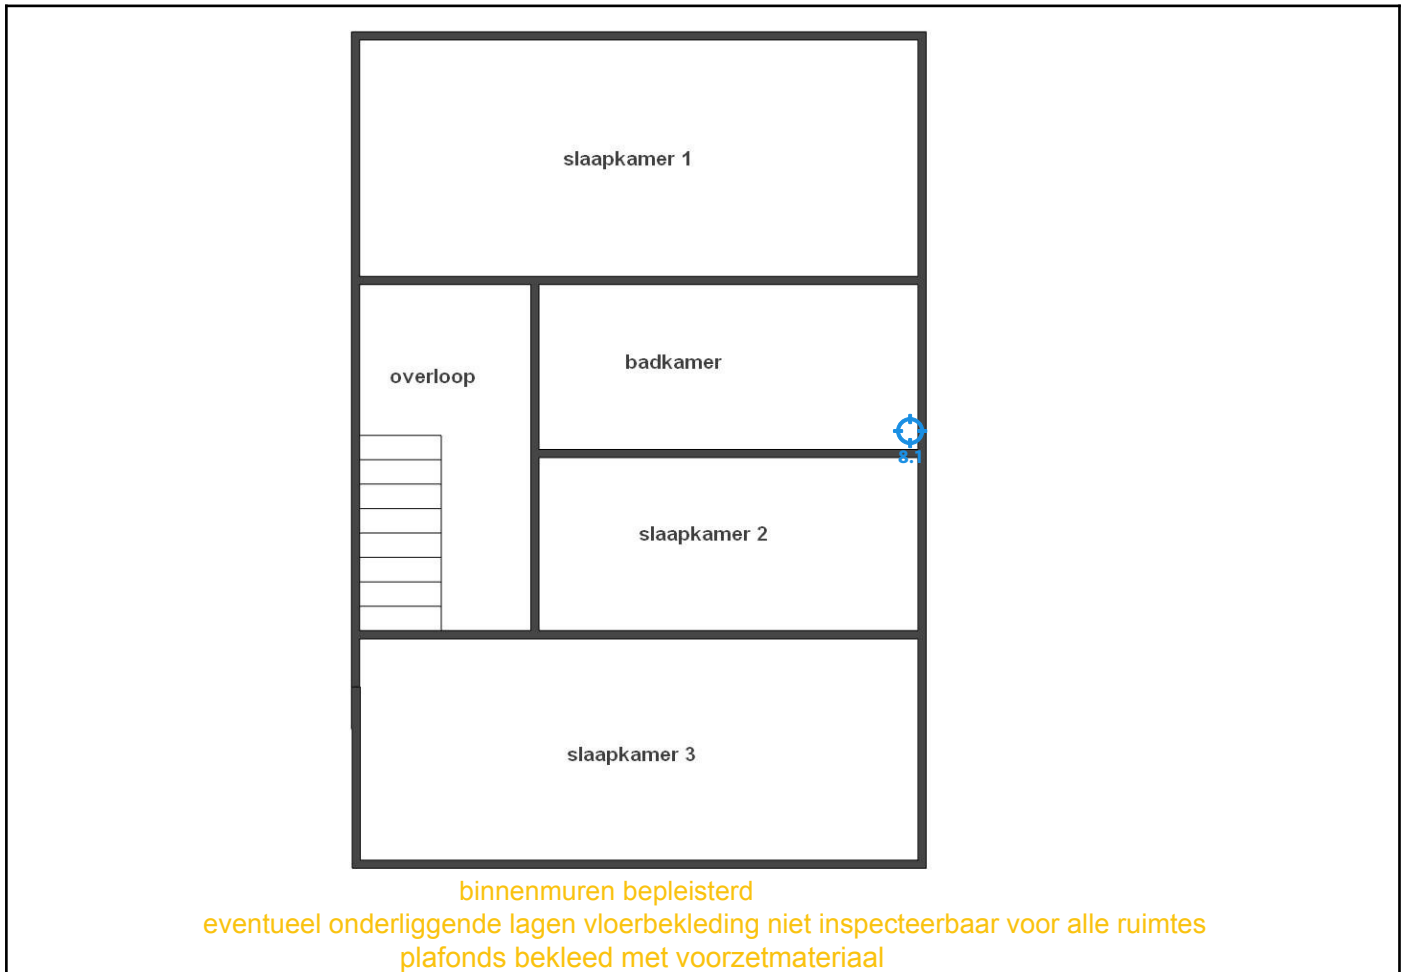 slaapkamer 1
badkamer
overloop
8.1
slaapkamer 2
slaapkamer 3
binnenmuren bepleisterd
eventueel onderliggende lagen vloerbekleding niet inspecteerbaar voor alle ruimtes
plafonds bekleed met voorzetmateriaal